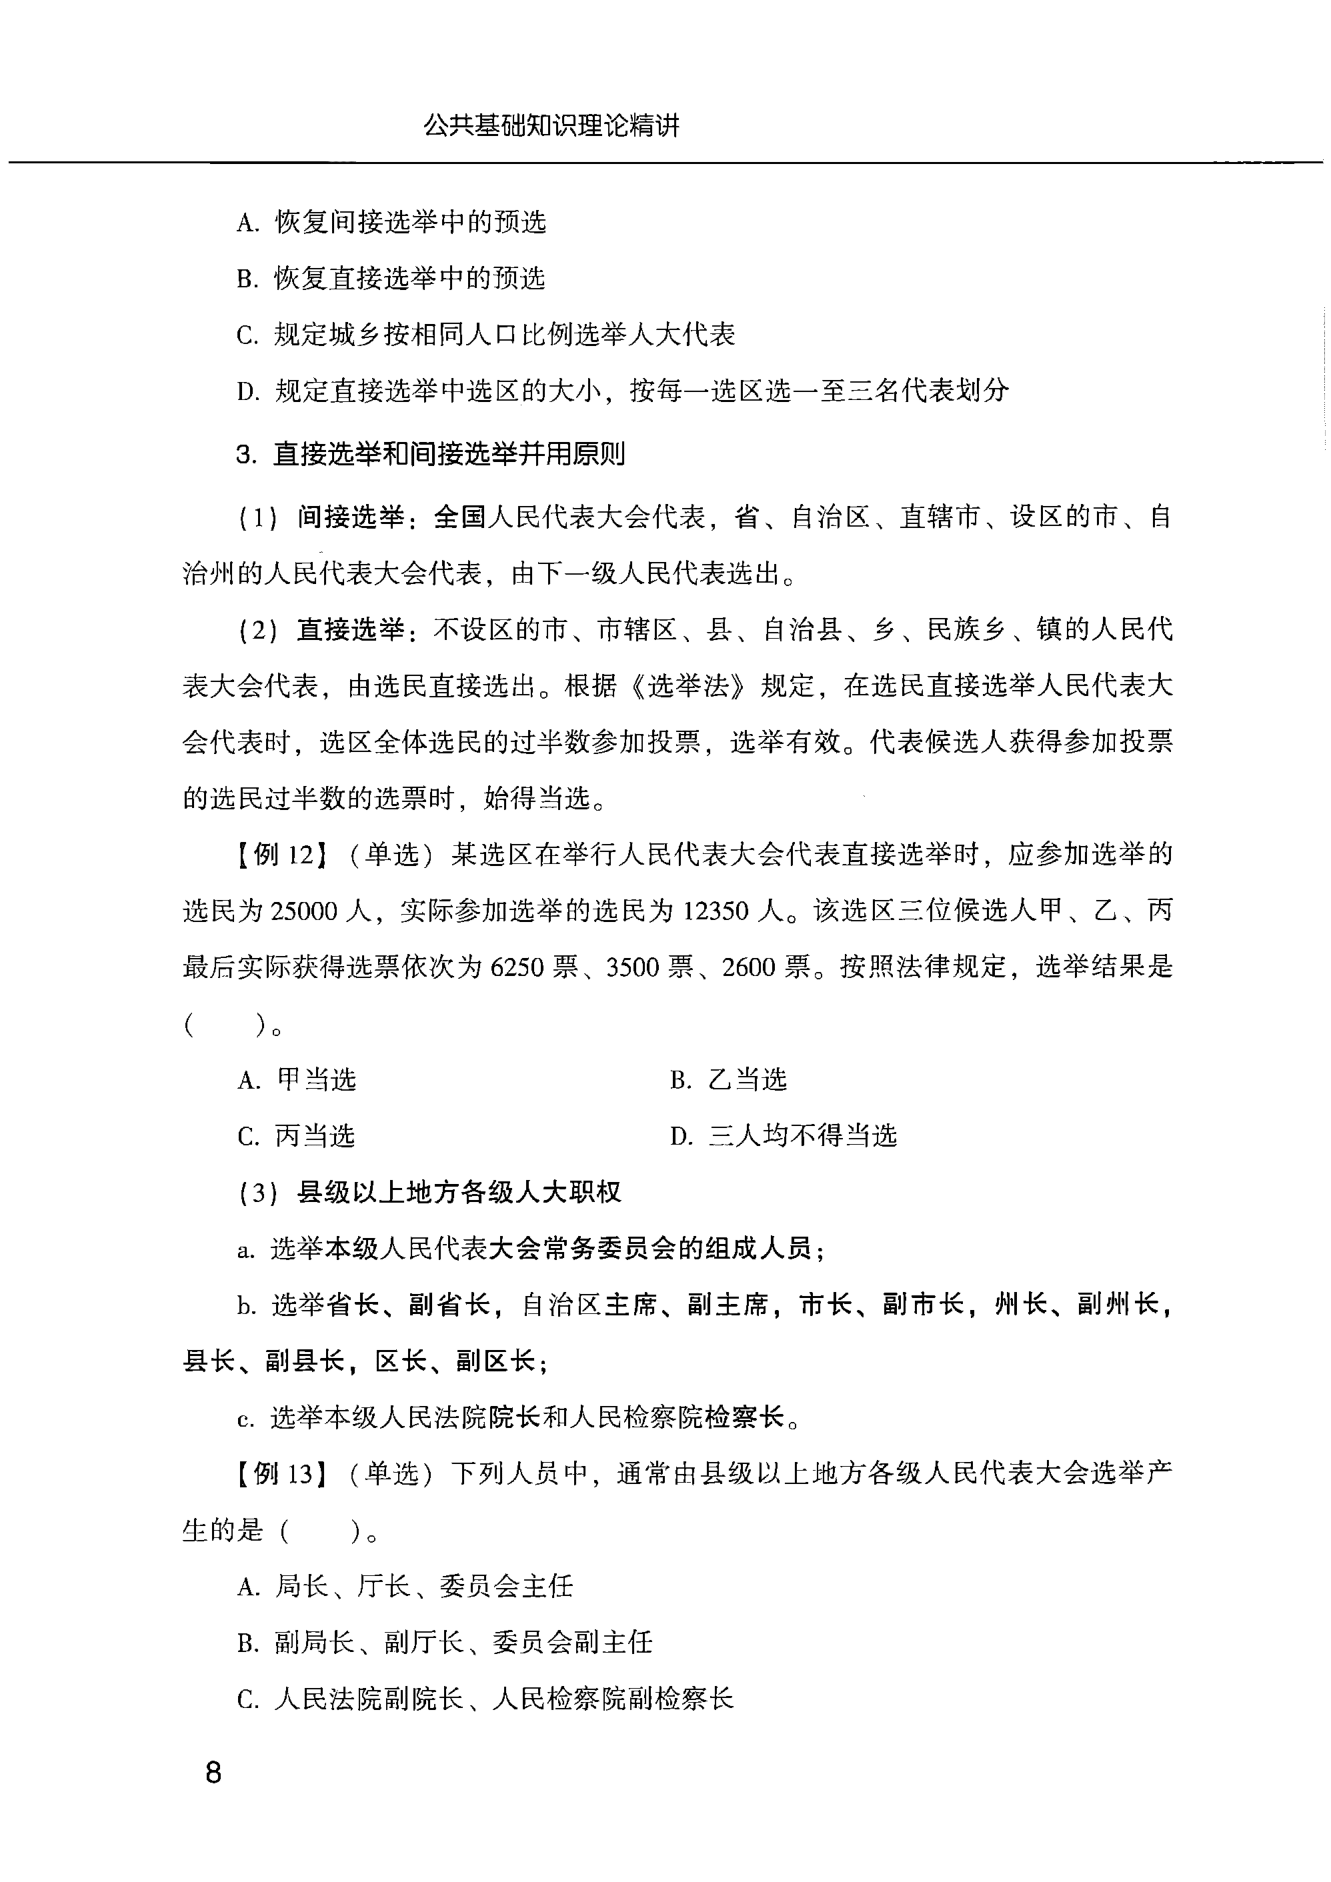 公共基础知识理论精讲
A. 恢复间接选举中的预选
B. 恢复直接选举中的预选
C. 规定城乡按相同人口比例选举人大代表
D. 规定直接选举中选区的大小，按每一选区选一至三名代表划分
3. 直接选举和间接选举并用原则
（1）间接选举：全国人民代表大会代表，省、自治区、直辖市、设区的市、自
治州的人民代表大会代表，由下一级人民代表选出。
（2）直接选举：不设区的市、市辖区、县、自治县、乡、民族乡、镇的人民代
表大会代表，由选民直接选出。根据《选举法》规定，在选民直接选举人民代表大
会代表时，选区全体选民的过半数参加投票，选举有效。代表候选人获得参加投票
的选民过半数的选票时，始得当选。
【例 12】（单选）某选区在举行人民代表大会代表直接选举时，应参加选举的
选民为 25000 人，实际参加选举的选民为 12350 人。该选区三位候选人甲、乙、丙
最后实际获得选票依次为 6250 票、3500 票、2600 票。按照法律规定，选举结果是
（　　）。
A. 甲当选 B. 乙当选
C. 丙当选 D. 三人均不得当选
（3）县级以上地方各级人大职权
a. 选举本级人民代表大会常务委员会的组成人员；
b. 选举省长、副省长，自治区主席、副主席，市长、副市长，州长、副州长，
县长、副县长，区长、副区长；
c. 选举本级人民法院院长和人民检察院检察长。
【例 13】（单选）下列人员中，通常由县级以上地方各级人民代表大会选举产
生的是（　　）。
A. 局长、厅长、委员会主任
B. 副局长、副厅长、委员会副主任
C. 人民法院副院长、人民检察院副检察长
8